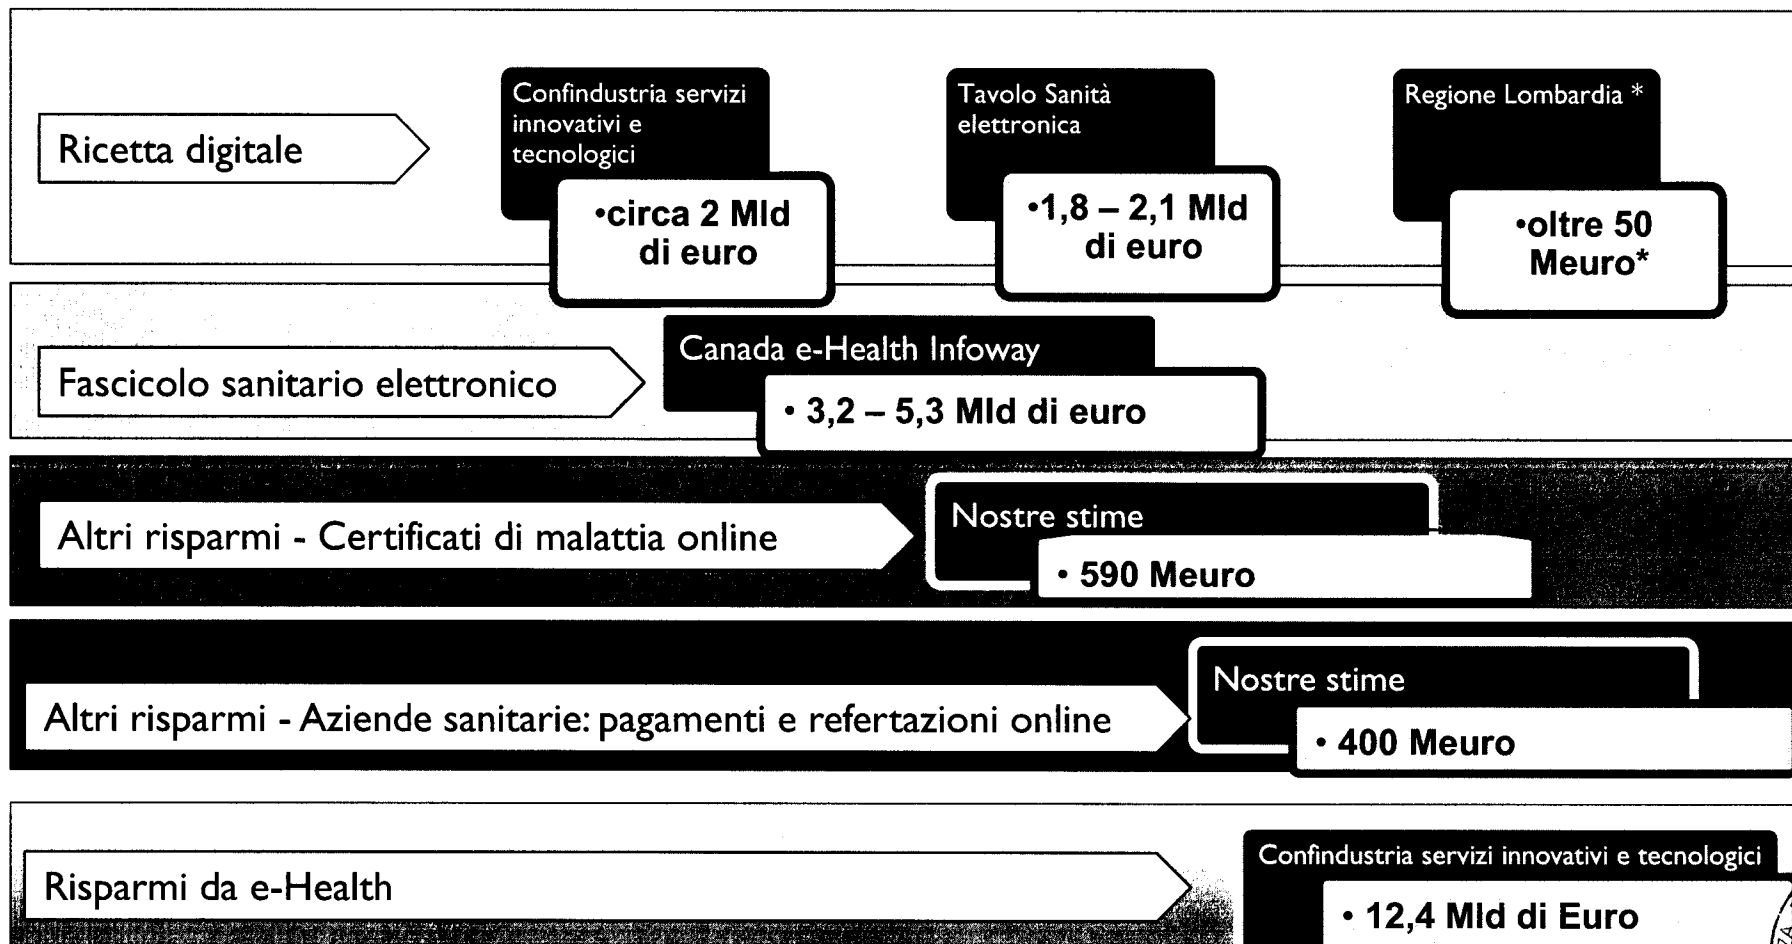 Ricetta digitale
Confindustria servizi
innovativi e
tecnologici
•circa 2 Mld
di euro
Tavolo Sanità
elettronica
•1,8 – 2,1 Mld
di euro
Regione Lombardia *
•oltre 50
Meuro*
Fascicolo sanitario elettronico
Canada e-Health Infoway
• 3,2 – 5,3 Mld di euro
Altri risparmi - Certificati di malattia online
Nostre stime
• 590 Meuro
Altri risparmi - Aziende sanitarie: pagamenti e refertazioni online
Nostre stime
• 400 Meuro
Risparmi da e-Health
Confindustria servizi innovativi e tecnologici
• 12,4 Mld di Euro